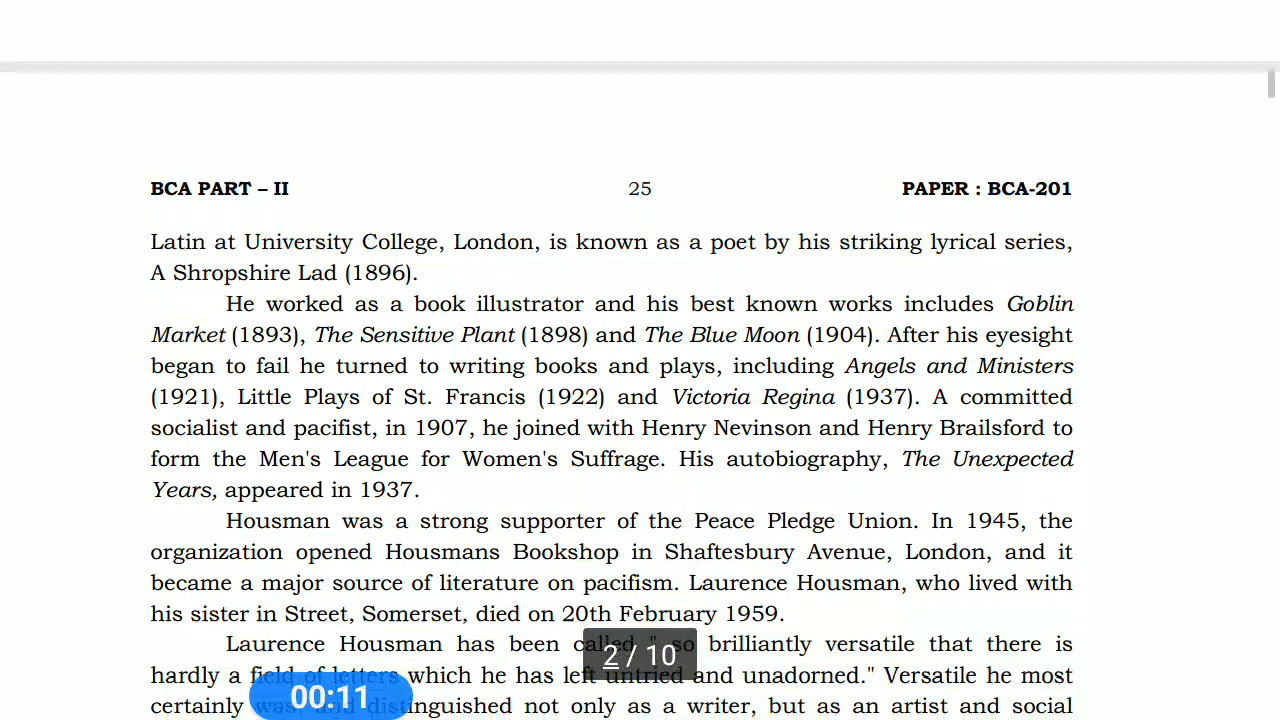 BCA PART – II 25 PAPER : BCA-201
Latin at University College, London, is known as a poet by his striking lyrical series,
A Shropshire Lad (1896).
He worked as a book illustrator and his best known works includes Goblin
Market (1893), The Sensitive Plant (1898) and The Blue Moon (1904). After his eyesight
began to fail he turned to writing books and plays, including Angels and Ministers
(1921), Little Plays of St. Francis (1922) and Victoria Regina (1937). A committed
socialist and pacifist, in 1907, he joined with Henry Nevinson and Henry Brailsford to
form the Men's League for Women's Suffrage. His autobiography, The Unexpected
Years, appeared in 1937.
Housman was a strong supporter of the Peace Pledge Union. In 1945, the
organization opened Housmans Bookshop in Shaftesbury Avenue, London, and it
became a major source of literature on pacifism. Laurence Housman, who lived with
his sister in Street, Somerset, died on 20th February 1959.
Laurence Housman has been called " so brilliantly versatile that there is
2 / 10
hardly a field of letters which he has left untried and unadorned." Versatile he most
00:11
certainly was, and distinguished not only as a writer, but as an artist and social